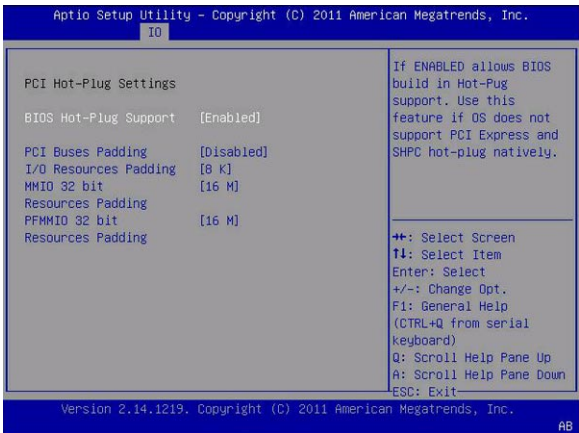 Aptio Setup Utility – Copyright (C) 2011 American Megatrends, Inc.
IO
PCI Hot-Plug Settings
BIOS Hot-Plug Support [Enabled]
PCI Buses Padding [Disabled]
I/O Resources Padding [8 K]
MMIO 32 bit [16 M]
Resources Padding
PFMMIO 32 bit [16 M]
Resources Padding
If ENABLED allows BIOS
build in Hot-Pug
support. Use this
feature if OS does not
support PCI Express and
SHPC hot-plug natively.
→←: Select Screen
↑↓: Select Item
Enter: Select
+/-: Change Opt.
F1: General Help
(CTRL+Q from serial
keyboard)
Q: Scroll Help Pane Up
A: Scroll Help Pane Down
ESC: Exit
Version 2.14.1219. Copyright (C) 2011 American Megatrends, Inc.
AB